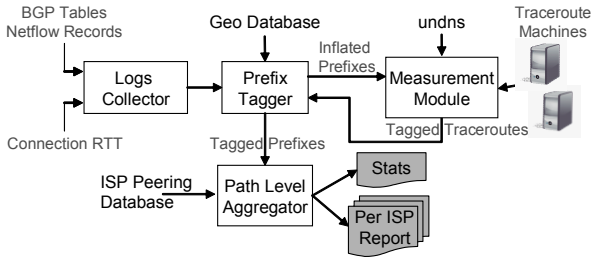 BGP Tables
Netflow Records
Geo Database
undns
Traceroute
Machines
Inflated
Prefixes
Logs
Collector
Prefix
Tagger
Measurement
Module
Connection RTT
Tagged Prefixes
Tagged Traceroutes
ISP Peering
Database
Path Level
Aggregator
Stats
Per ISP
Report